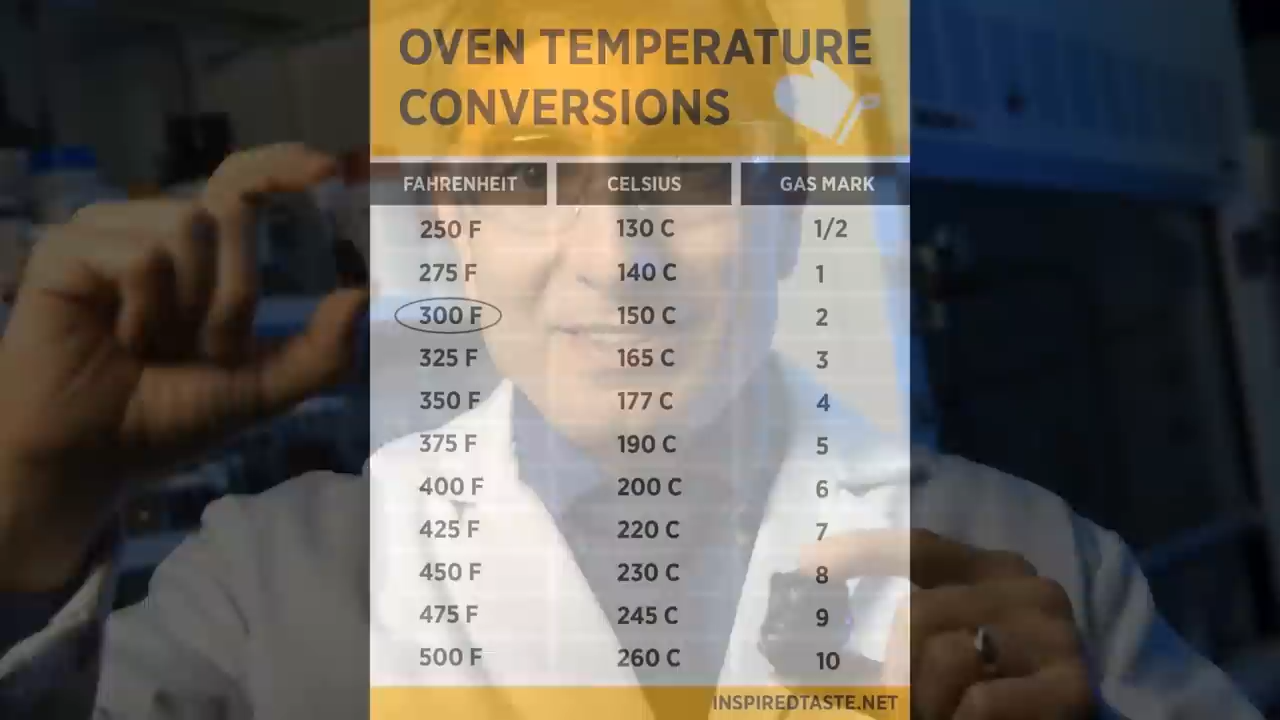 OVEN TEMPERATURE
CONVERSIONS
FAHRENHEIT CELSIUS GAS MARK
250 F 130 C 1/2
275 F 140 C 1
300 F 150 C 2
325 F 165 C 3
350 F 177 C 4
375 F 190 C 5
400 F 200 C 6
425 F 220 C 7
450 F 230 C 8
475 F 245 C 9
500 F 260 C 10
INSPIREDTASTE.NET